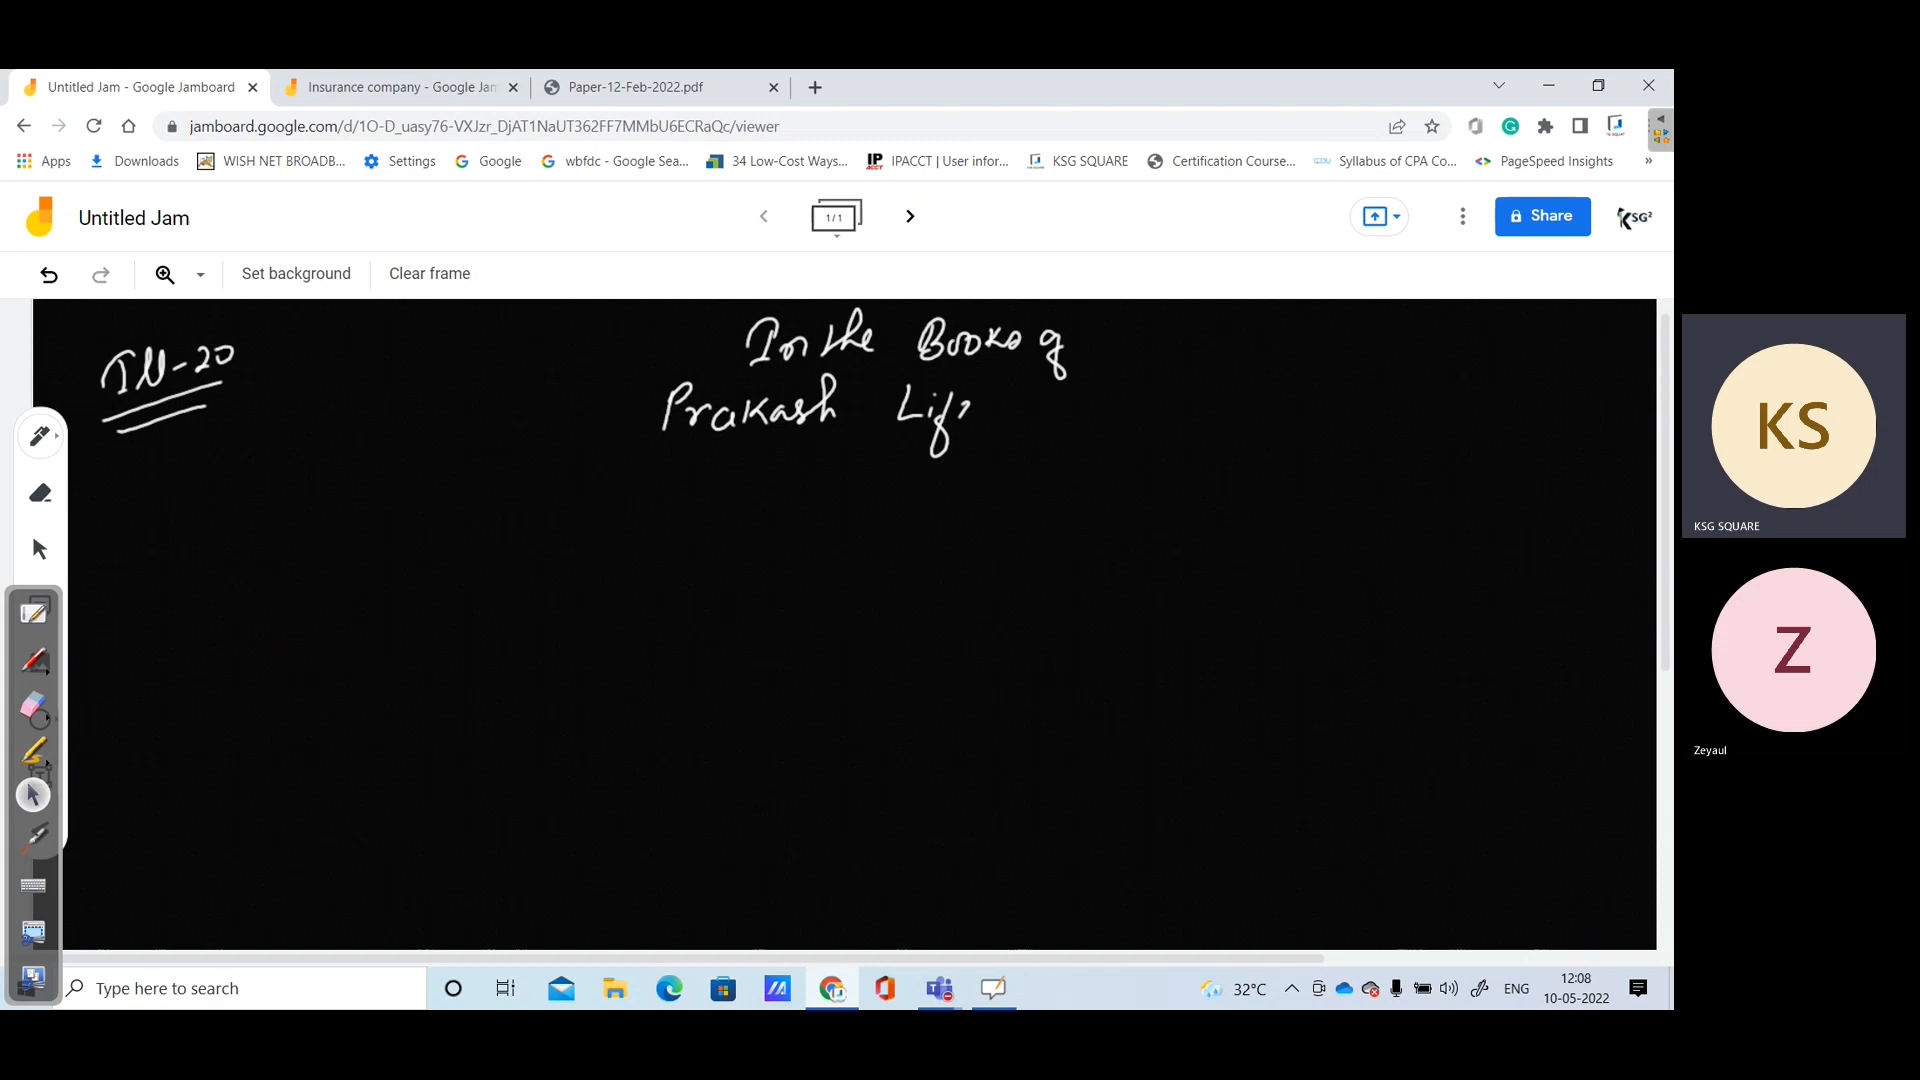 Untitled Jam - Google Jamboard
Insurance company - Google Jam
Paper-12-Feb-2022.pdf
jamboard.google.com/d/1O-D_uasy76-VXJzr_DjAT1NaUT362FF7MMbU6ECRaQc/viewer
Apps
Downloads
WISH NET BROADB...
Settings
Google
wbfdc - Google Sea...
34 Low-Cost Ways...
IPACCT | User infor...
KSG SQUARE
Certification Course...
Syllabus of CPA Co...
PageSpeed Insights
»
Untitled Jam
1/1
Share
KSG²
Set background
Clear frame
Ill-20
In the Books of
Prakash Lif
KS
KSG SQUARE
Z
Zeyaul
Type here to search
32°C
ENG
12:08
10-05-2022